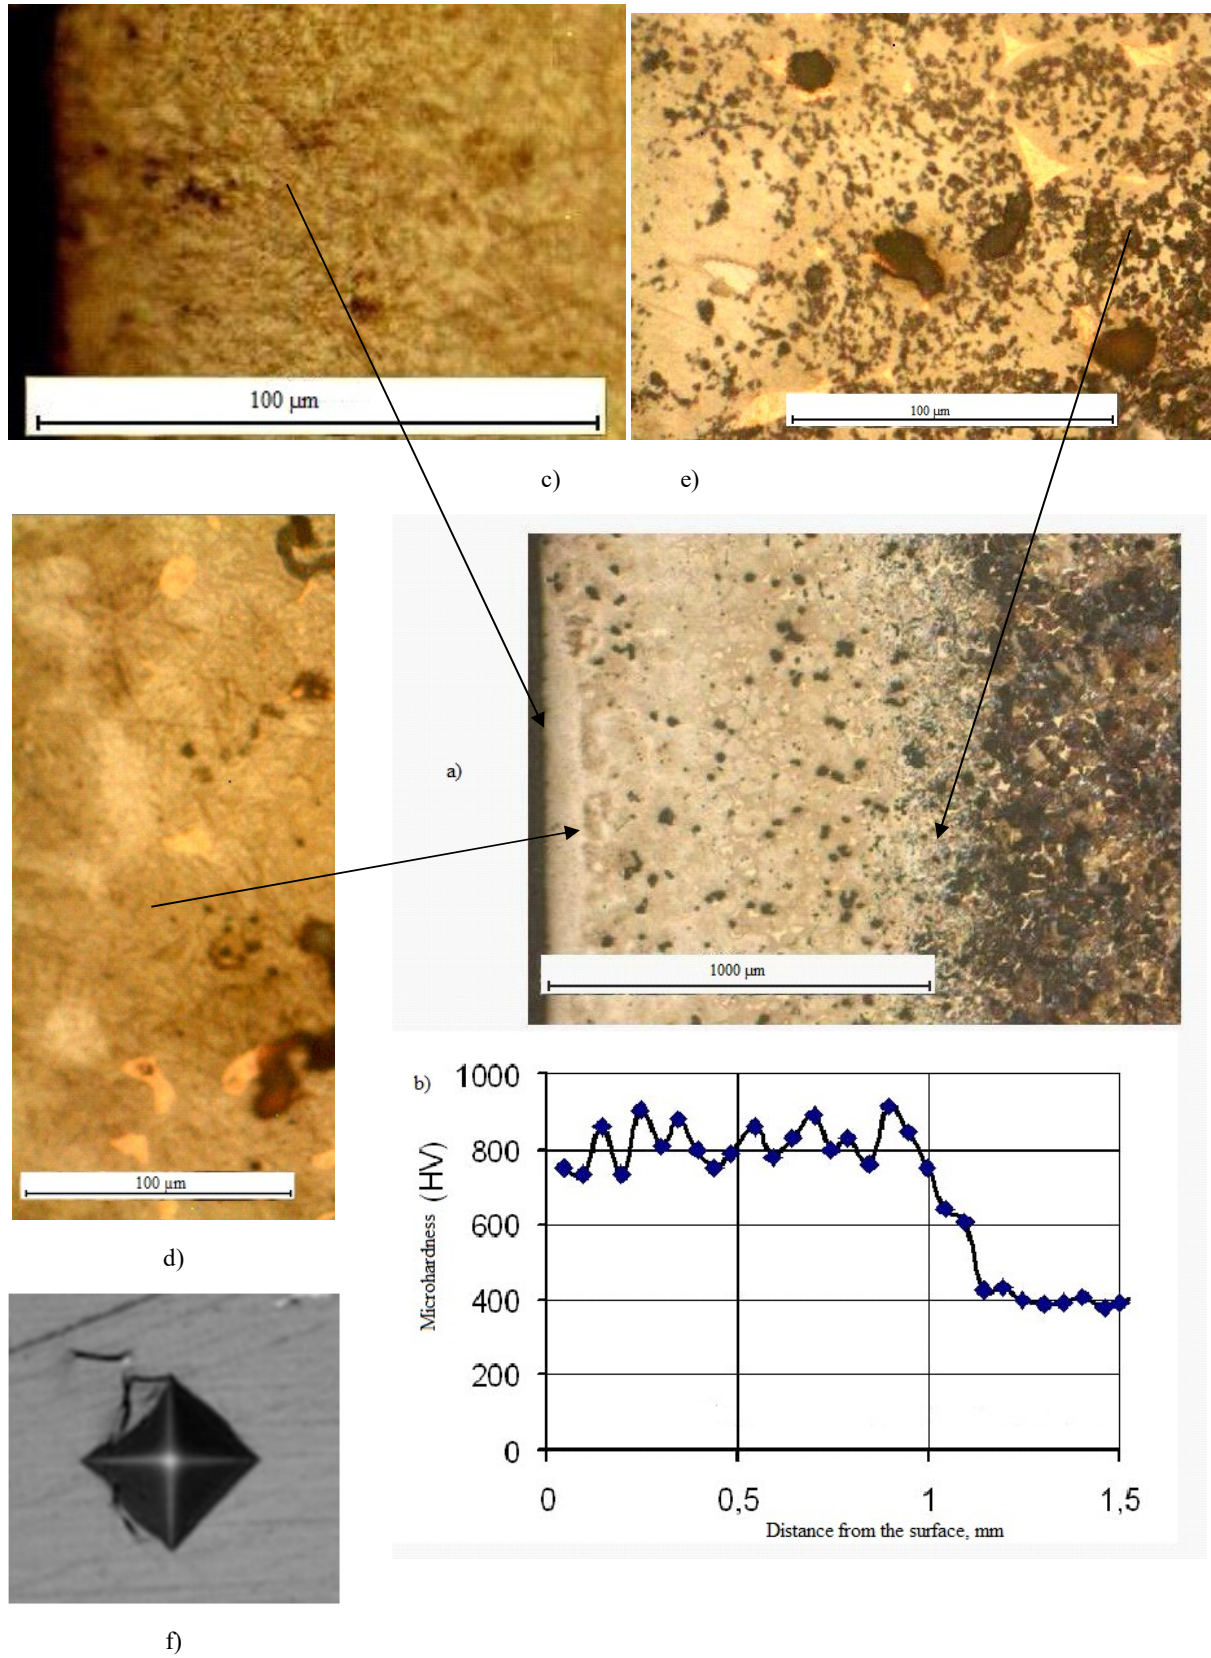 100 μm
100 μm
c)
e)
a)
1000 μm
100 μm
d)
b)
Microhardness (HV)
1000
800
600
400
200
0
0
0,5
1
1,5
Distance from the surface, mm
f)